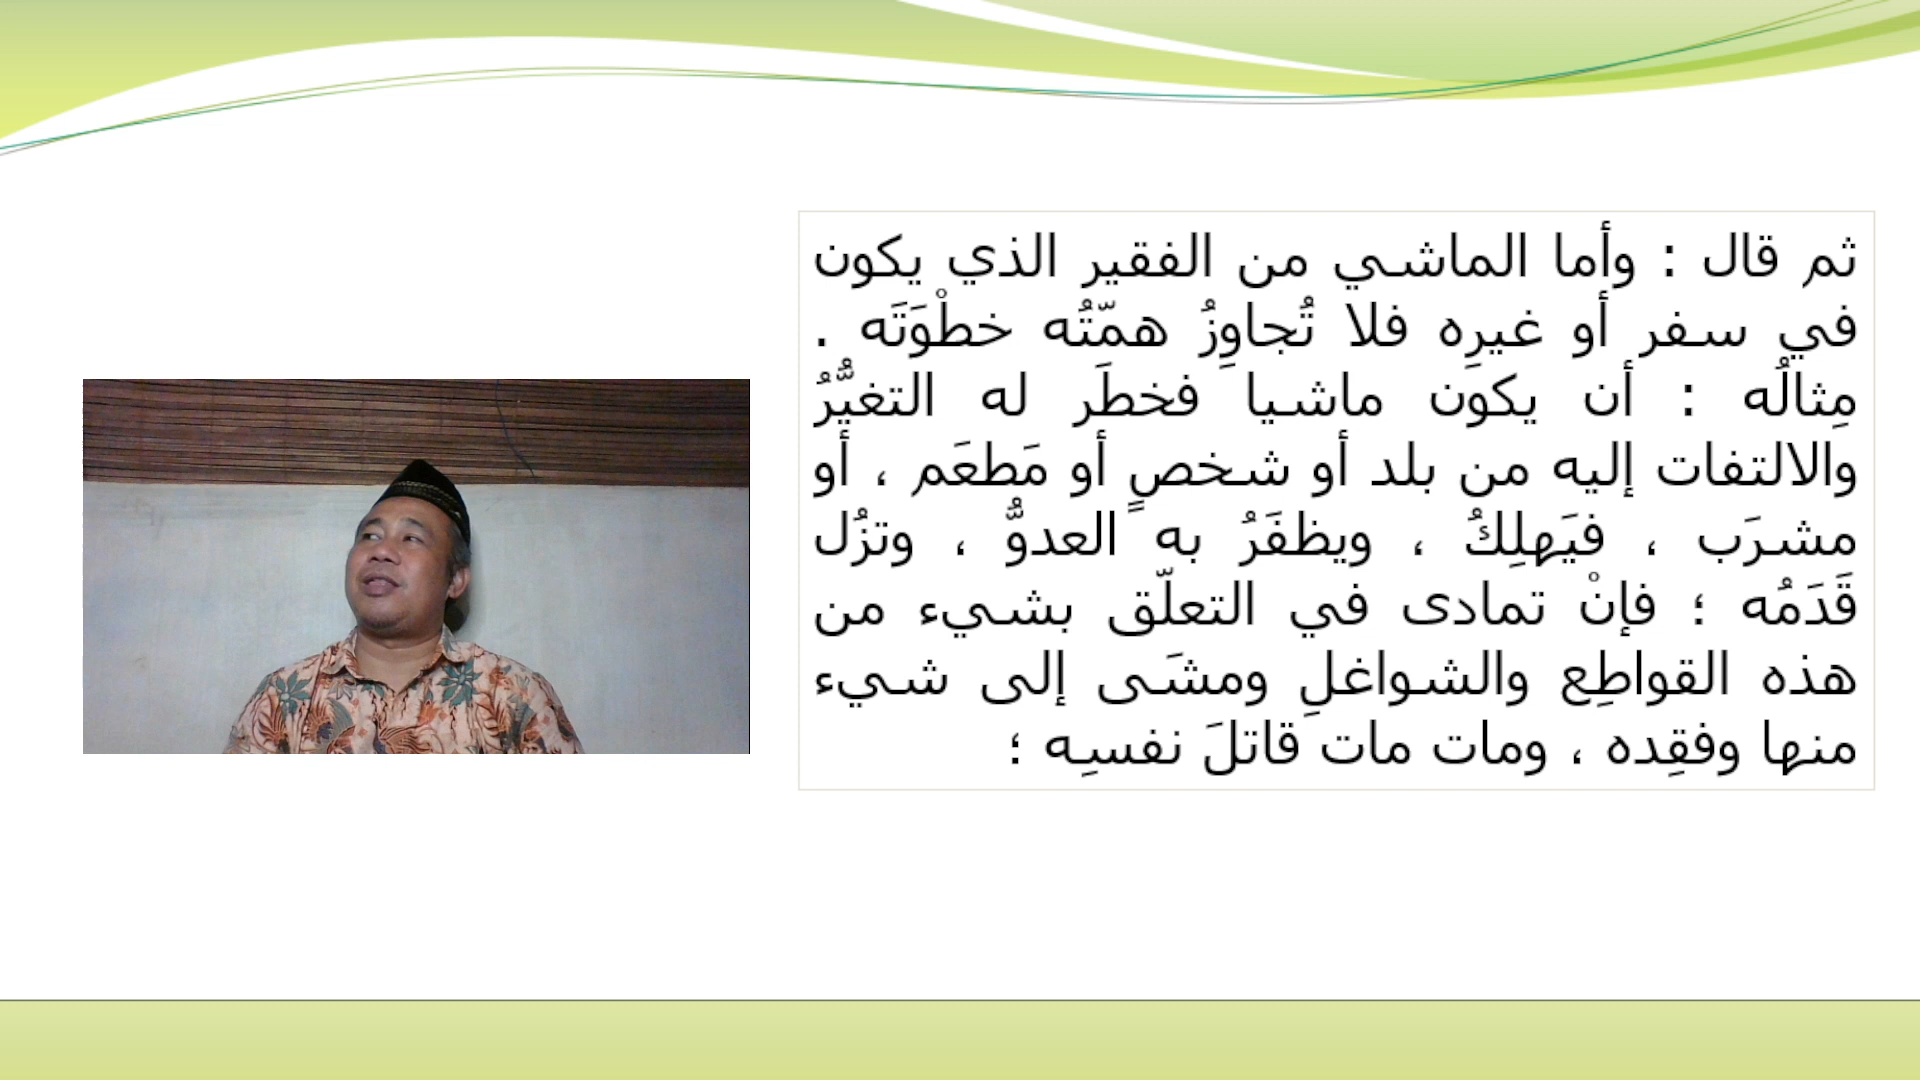 ثم قال : وأما الماشي من الفقير الذي يكون
في سفر أو غيرِه فلا تُجاوِزُ همّتُه خطْوَتَه .
مِثالُه : أن يكون ماشيا فخطَر له التغيُّرُ
والالتفات إليه من بلد أو شخصٍ أو مَطعَم ، أو
مشرَب ، فيَهلِكُ ، ويظفَرُ به العدوُّ ، وتزُل
قَدَمُه ؛ فإنْ تمادى في التعلّق بشيء من
هذه القواطِع والشواغلِ ومشَى إلى شيء
منها وفقِده ، ومات مات قاتلَ نفسِه ؛